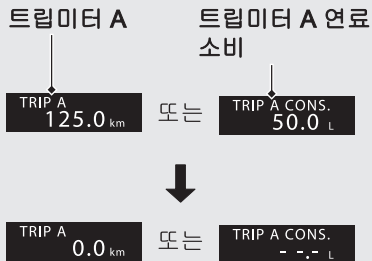 트립미터 A
트립미터 A 연료
소비
TRIP A
125.0 km
또는
TRIP A CONS.
50.0 L
TRIP A
0.0 km
또는
TRIP A CONS.
--.- L